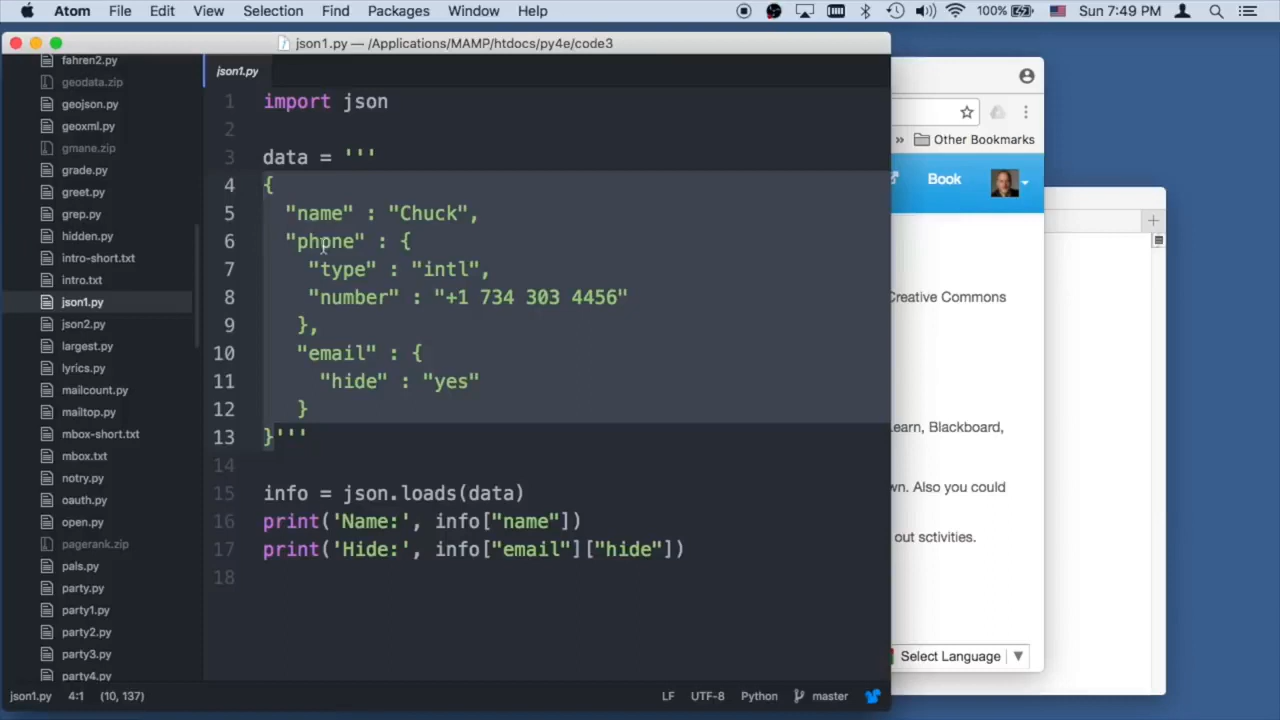 Atom File Edit View Selection Find Packages Window Help 100% Sun 7:49 PM
json1.py — /Applications/MAMP/htdocs/py4e/code3
fahren2.py
geodata.zip
geojson.py
geoxml.py
gmane.zip
grade.py
greet.py
grep.py
hidden.py
intro-short.txt
intro.txt
json1.py
json2.py
largest.py
lyrics.py
mailcount.py
mailtop.py
mbox-short.txt
mbox.txt
notry.py
oauth.py
open.py
pagerank.zip
pals.py
party.py
party1.py
party2.py
party3.py
party4.py
json1.py
1 import json
2
3 data = '''
4 {
5 "name" : "Chuck",
6 "phone" : {
7 "type" : "intl",
8 "number" : "+1 734 303 4456"
9 },
10 "email" : {
11 "hide" : "yes"
12 }
13 }'''
14
15 info = json.loads(data)
16 print('Name:', info["name"])
17 print('Hide:', info["email"]["hide"])
18
json1.py 4:1 (10, 137) LF UTF-8 Python master
» Other Bookmarks
Book
Creative Commons
earn, Blackboard,
wn. Also you could
out sctivities.
Select Language ▼